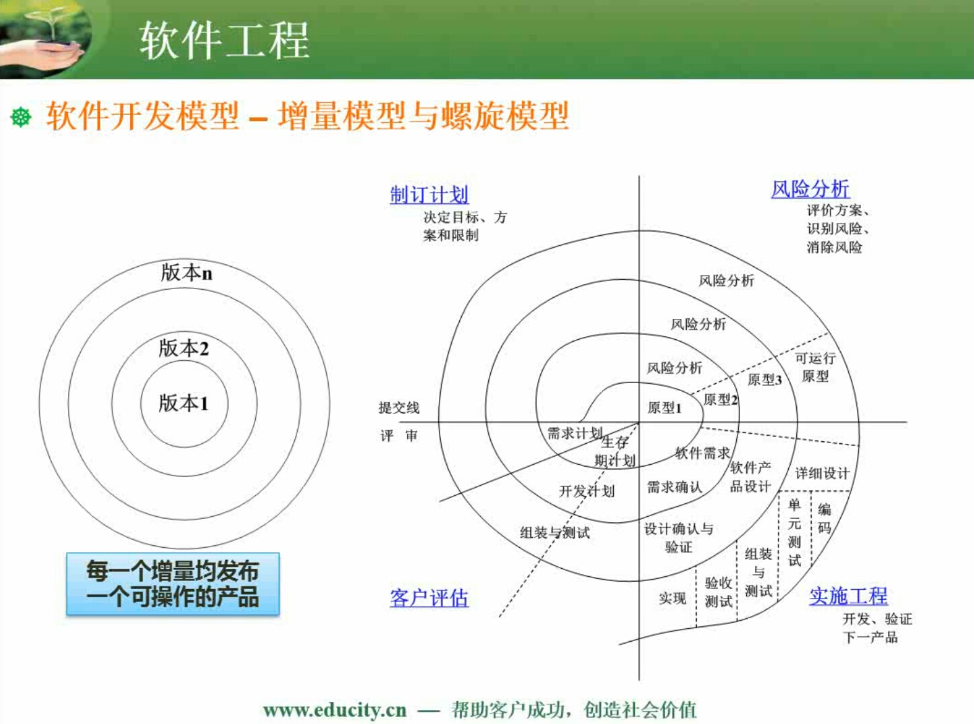 软件工程
软件开发模型 – 增量模型与螺旋模型
版本n
版本2
版本1
每一个增量均发布
一个可操作的产品
制订计划
决定目标、方
案和限制
风险分析
评价方案、
识别风险、
消除风险
风险分析
风险分析
风险分析
可运行
原型
原型3
原型2
原型1
提交线
评 审
需求计划
生存
期计划
开发计划
组装与测试
软件需求
需求确认
软件产
品设计
设计确认与
验证
详细设计
单
元
测
试
编
码
组装
与
测试
验收
测试
实现
客户评估
实施工程
开发、验证
下一产品
www.educity.cn — 帮助客户成功，创造社会价值